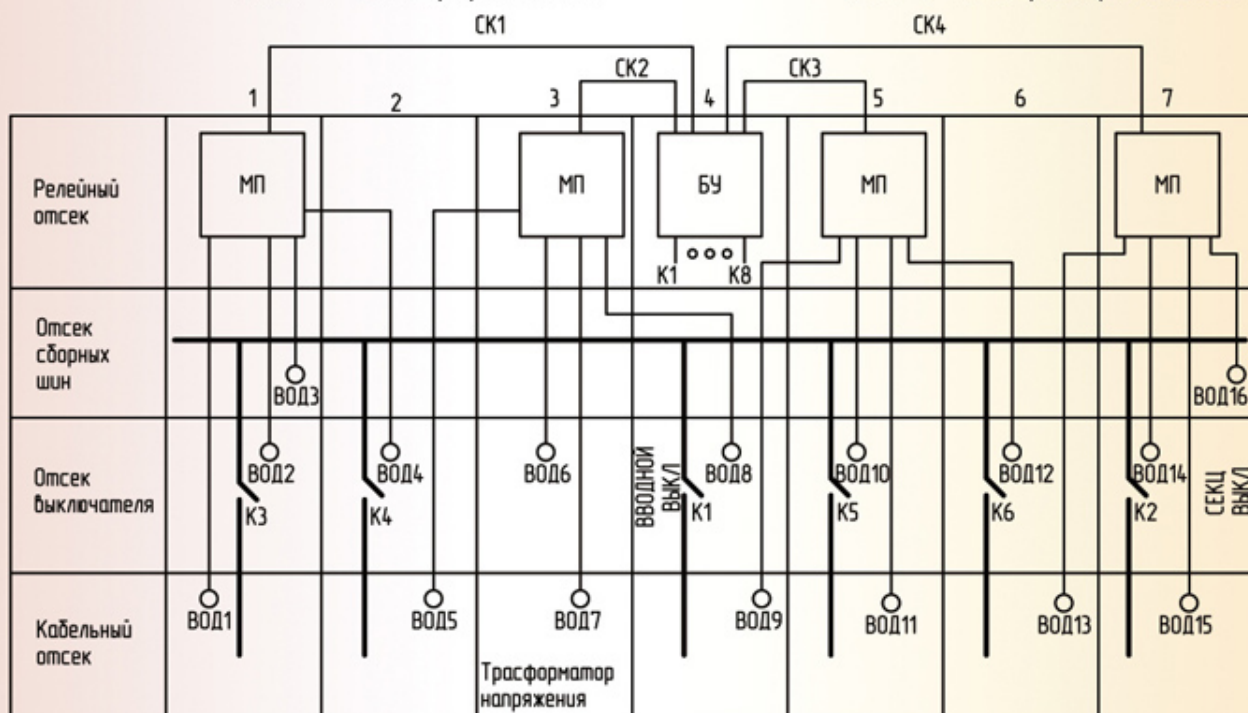 СК1
СК4
СК2
СК3
1
2
3
4
5
6
7
Релейный
отсек
МП
МП
БУ
МП
МП
К1
К8
Отсек
сборных
шин
ВОД3
ВОД16
Отсек
выключателя
ВОД2
ВОД4
ВОД6
ВВОДНОЙ
ВЫКЛ
ВОД8
ВОД10
ВОД12
ВОД14
СЕКЦ
ВЫКЛ
К3
К4
К1
К5
К6
К2
Кабельный
отсек
ВОД1
ВОД5
ВОД7
ВОД9
ВОД11
ВОД13
ВОД15
Трасформатор
напряжения